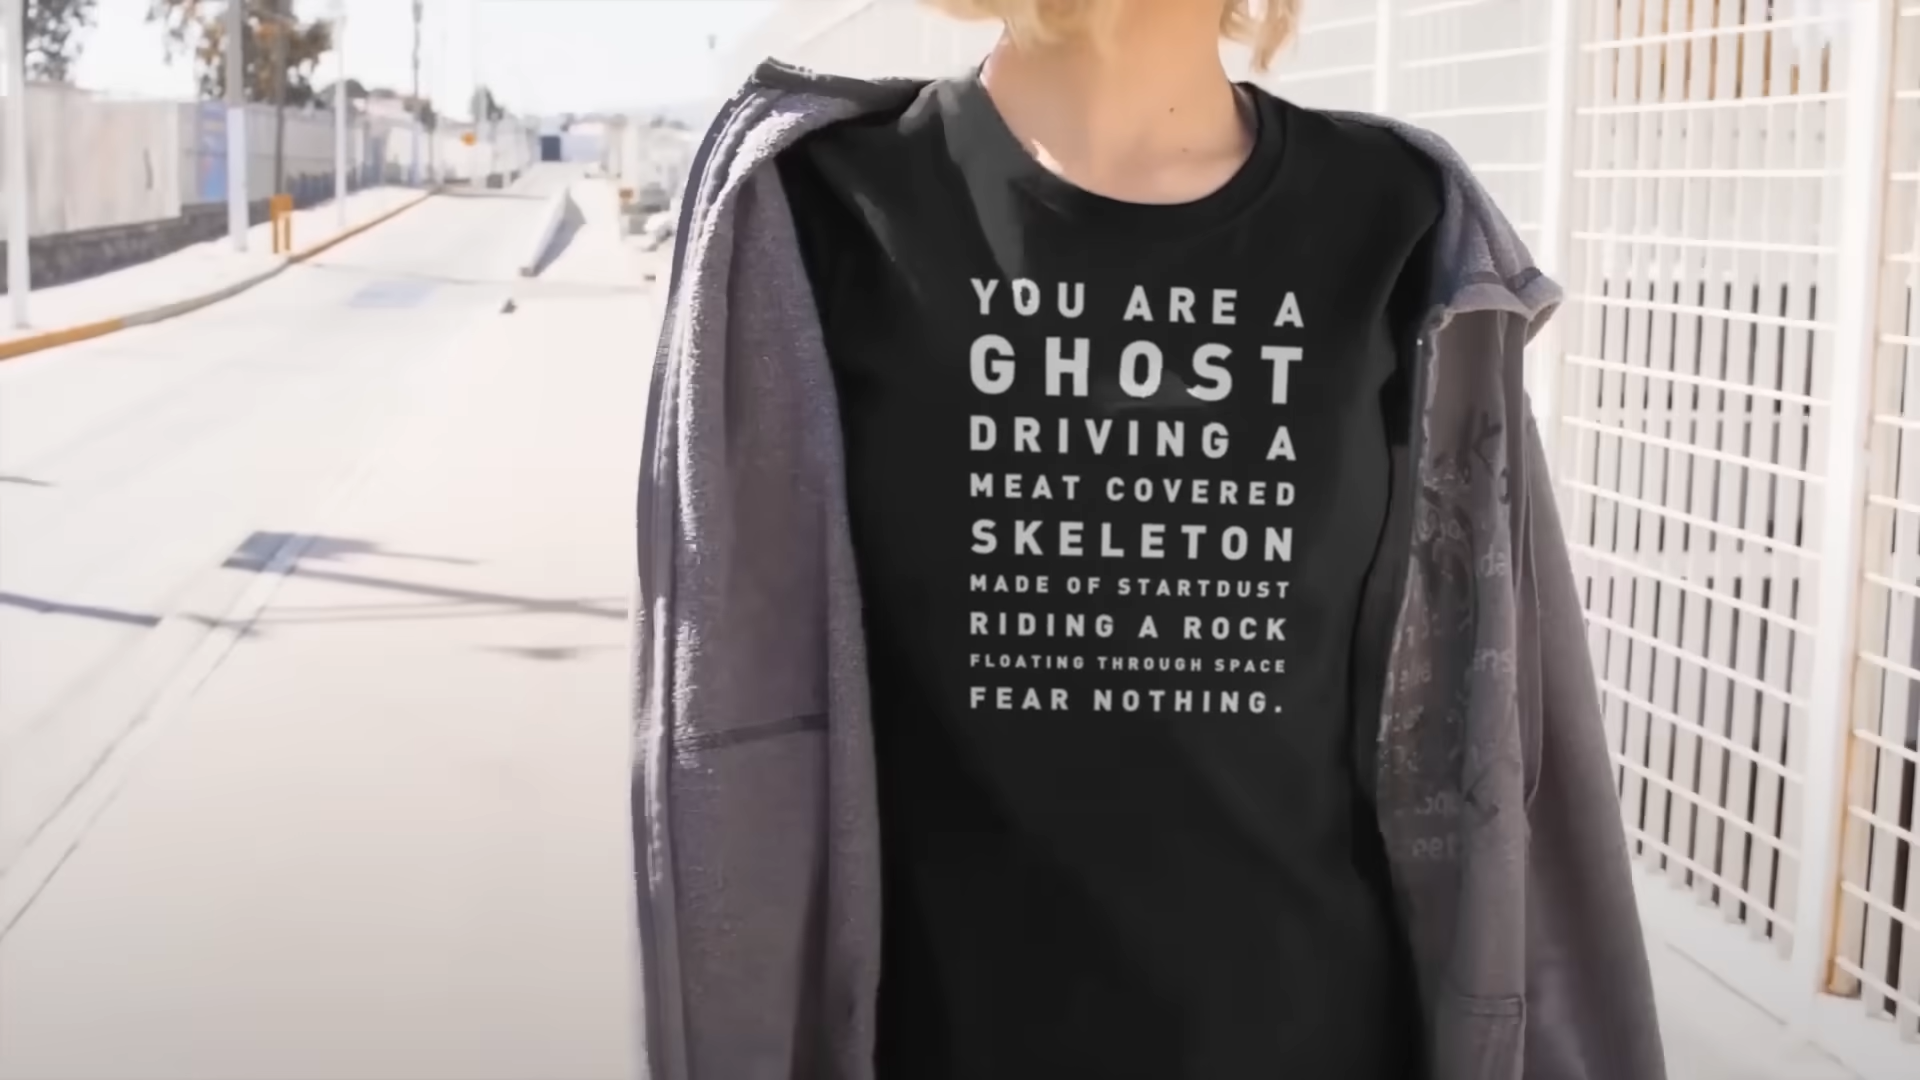 YOU ARE A
GHOST
DRIVING A
MEAT COVERED
SKELETON
MADE OF STARTDUST
RIDING A ROCK
FLOATING THROUGH SPACE
FEAR NOTHING.